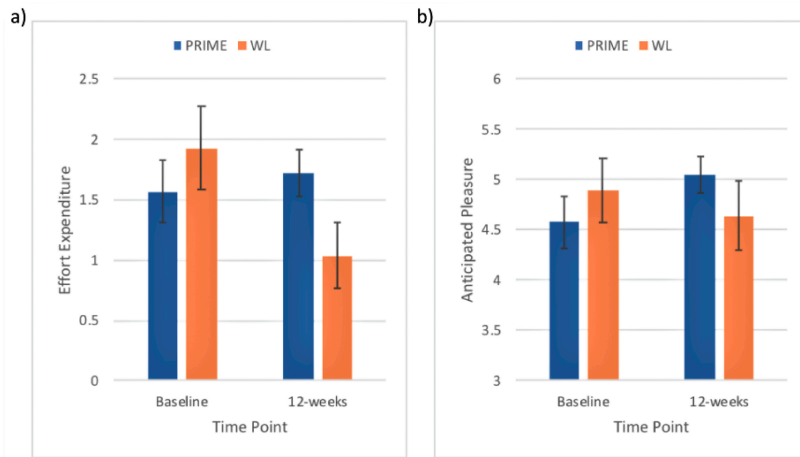 a)
PRIME WL
2.5
2
1.5
1
0.5
0
Effort Expenditure
Baseline 12-weeks
Time Point
b)
PRIME WL
6
5.5
5
4.5
4
3.5
3
Anticipated Pleasure
Baseline 12-weeks
Time Point